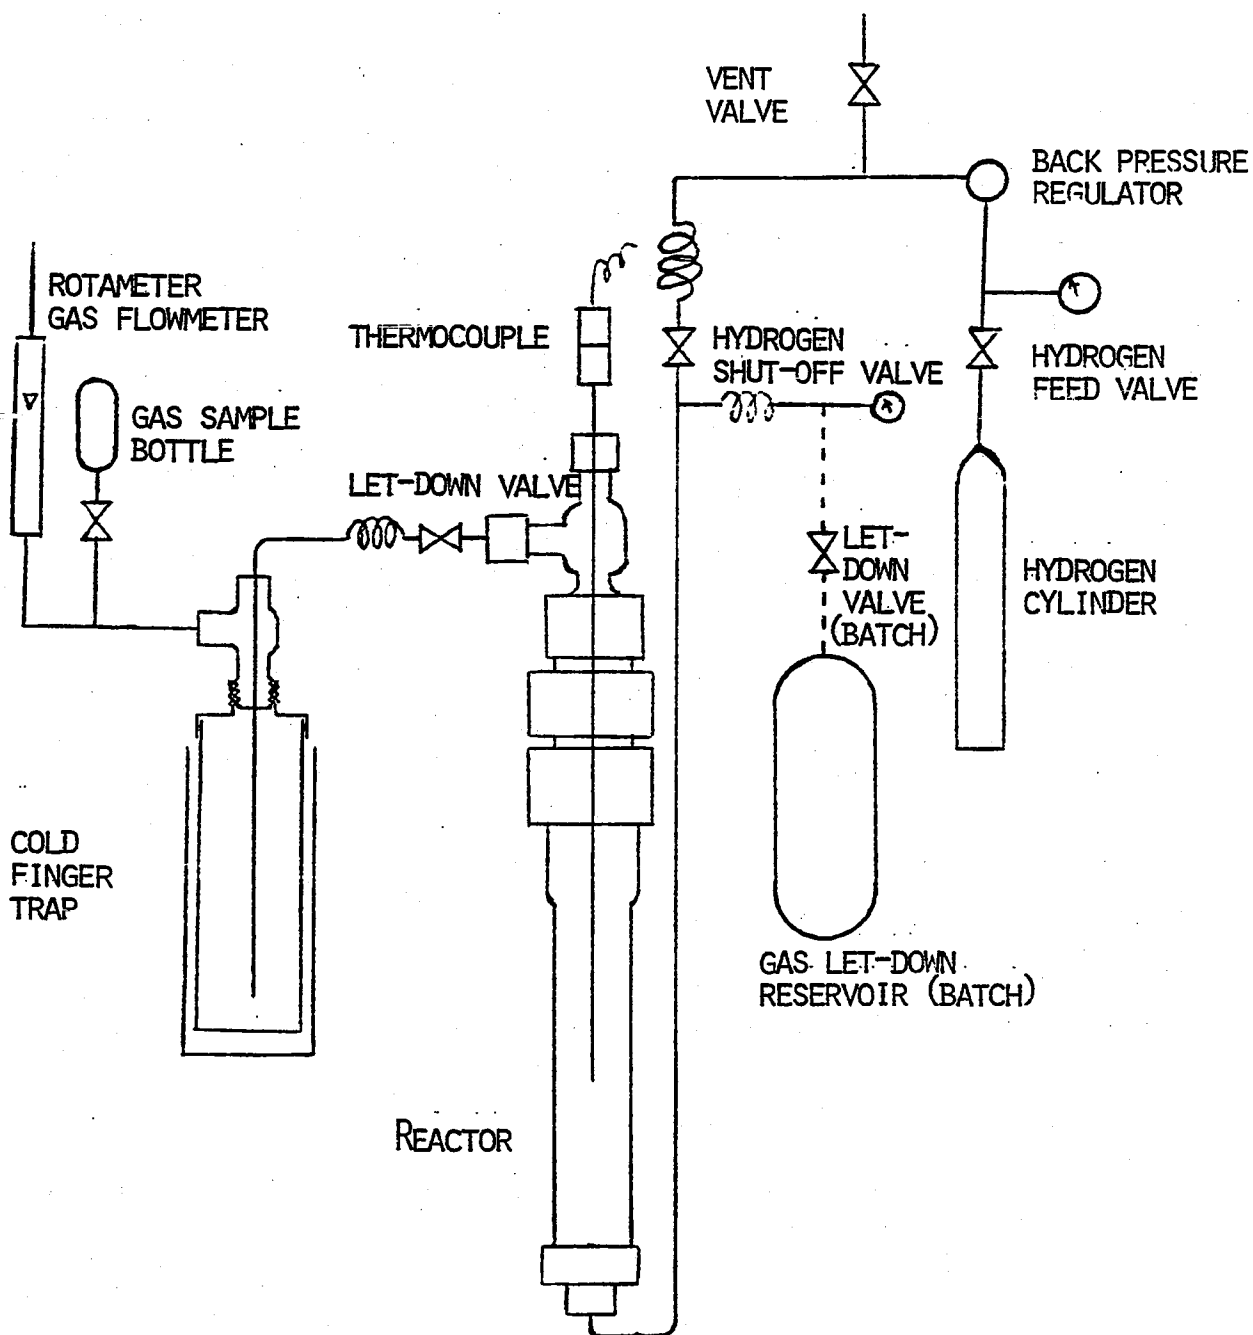 VENT
VALVE
BACK PRESSURE
REGULATOR
ROTAMETER
GAS FLOWMETER
THERMOCOUPLE
HYDROGEN
SHUT-OFF VALVE
HYDROGEN
FEED VALVE
GAS SAMPLE
BOTTLE
LET-DOWN VALVE
LET-
DOWN
VALVE
(BATCH)
HYDROGEN
CYLINDER
COLD
FINGER
TRAP
GAS LET-DOWN
RESERVOIR (BATCH)
REACTOR